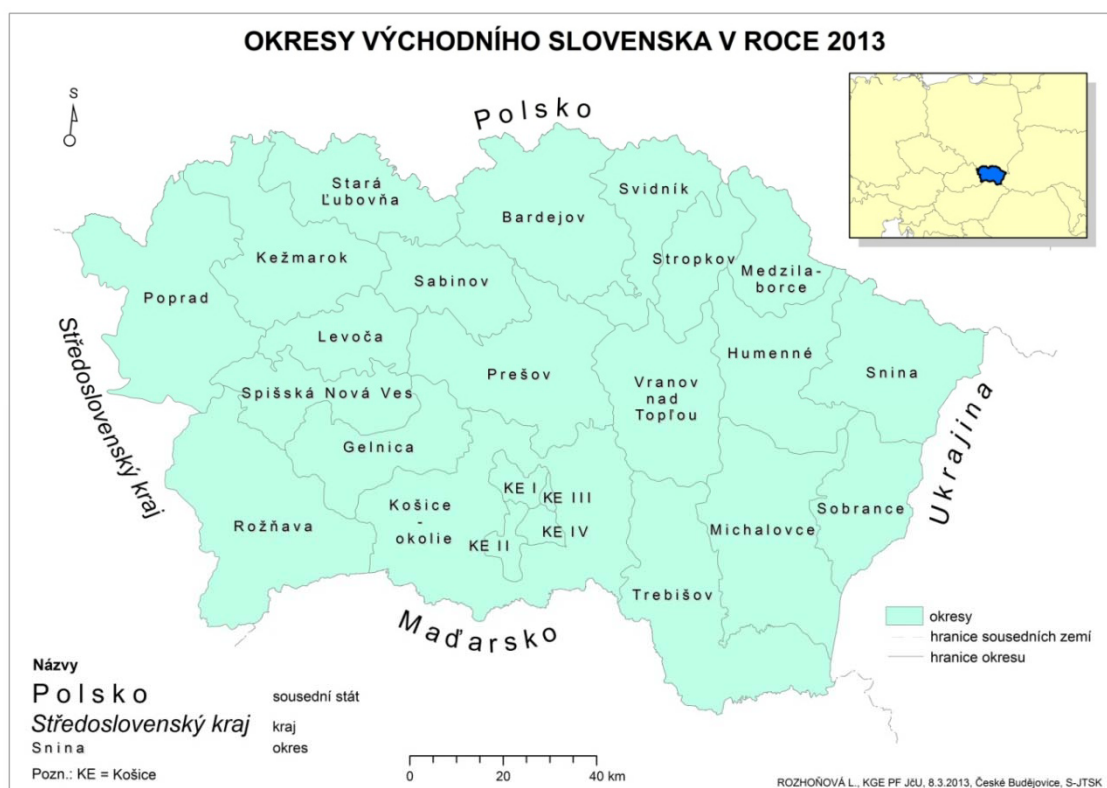 OKRESY VÝCHODNÍHO SLOVENSKA V ROCE 2013
S
Polsko
Stará
Ľubovňa
Bardejov
Svidník
Kežmarok
Sabinov
Stropkov
Medzila-
borce
Poprad
Levoča
Prešov
Humenné
Snina
Středoslovenský kraj
Spišská Nová Ves
Vranov
nad
Topľou
Ukrajina
Gelnica
KE I
KE III
Košice
-
okolie
KE II
KE IV
Rožňava
Michalovce
Sobrance
Trebišov
Maďarsko
okresy
hranice sousedních zemí
hranice okresu
Názvy
Polsko sousední stát
Středoslovenský kraj kraj
Snina okres
Pozn.: KE = Košice
0 20 40 km
ROZHOŇOVÁ L., KGE PF JčU, 8.3.2013, České Budějovice, S-JTSK